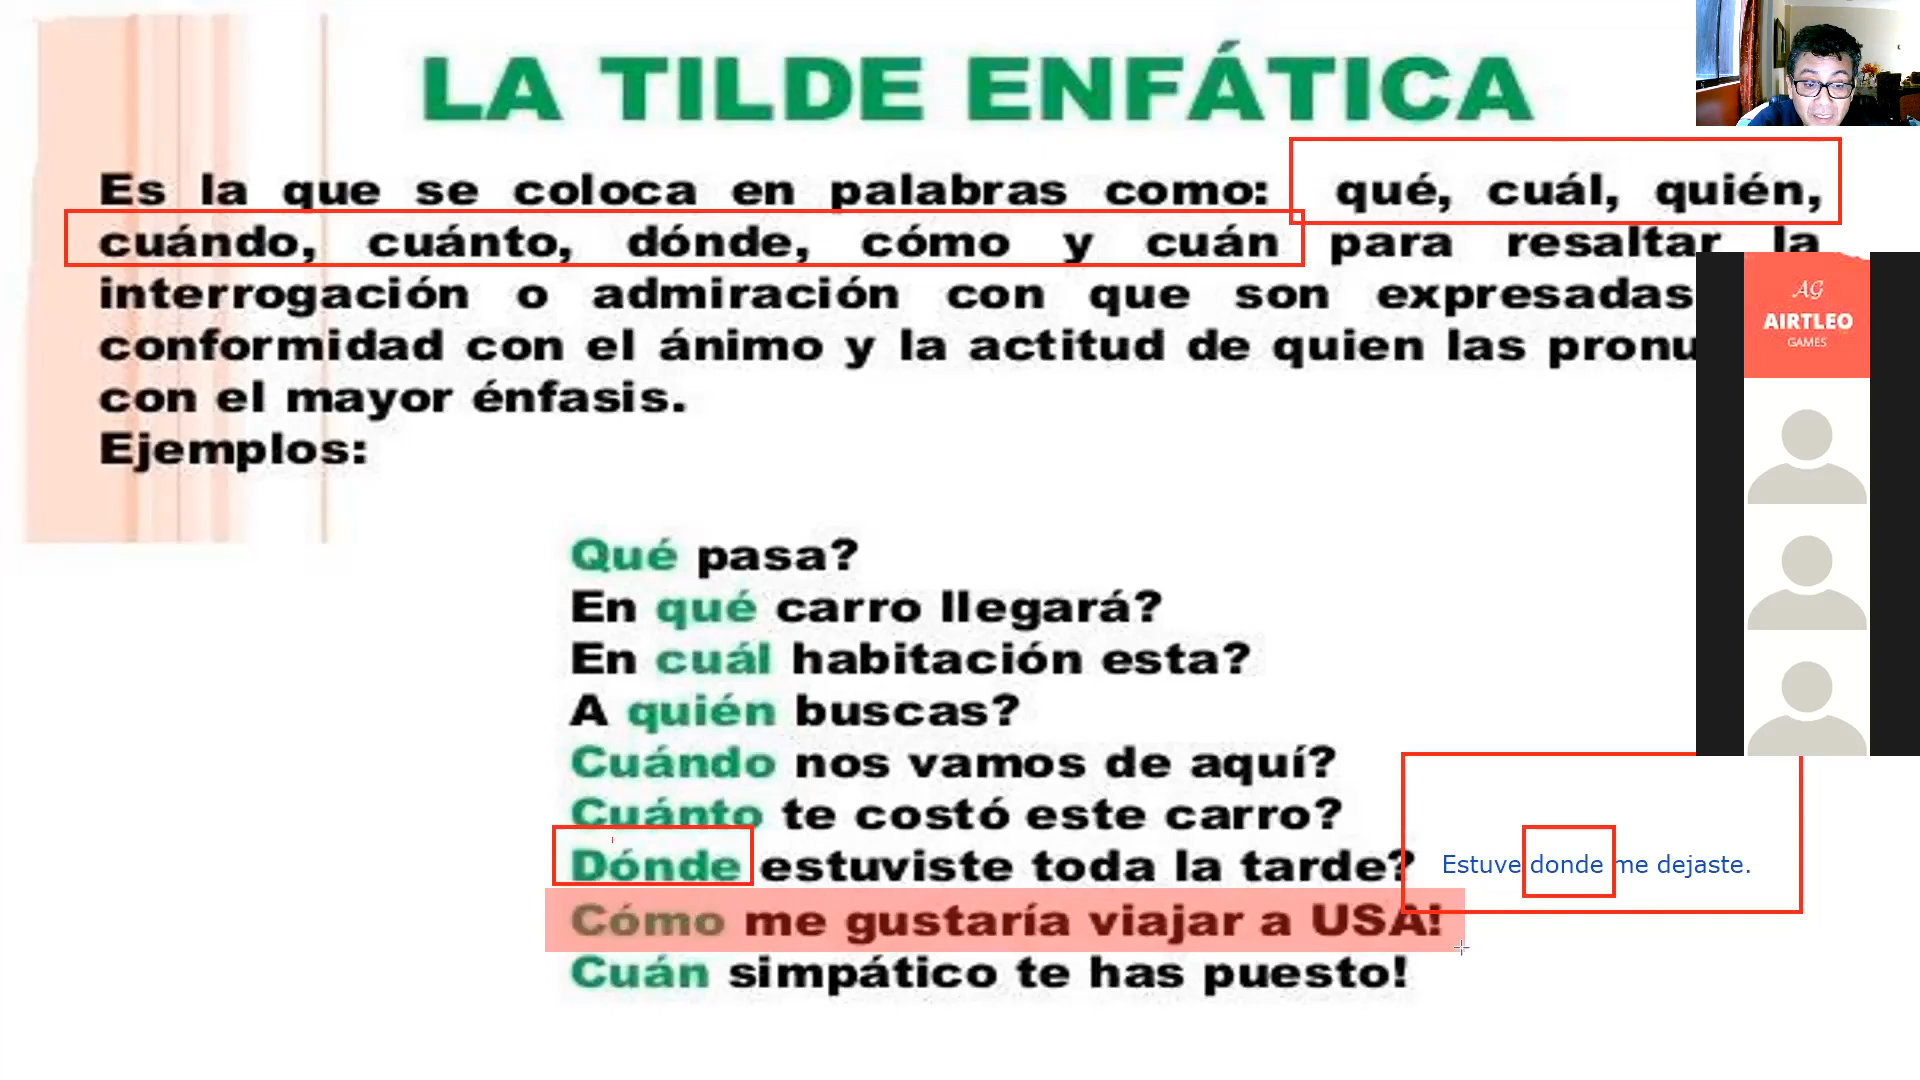 LA TILDE ENFÁTICA
Es la que se coloca en palabras como: qué, cuál, quién,
cuándo, cuánto, dónde, cómo y cuán para resaltar la
interrogación o admiración con que son expresadas
conformidad con el ánimo y la actitud de quien las pronu
con el mayor énfasis.
Ejemplos:
AG
AIRTLEO
GAMES
Qué pasa?
En qué carro llegará?
En cuál habitación esta?
A quién buscas?
Cuándo nos vamos de aquí?
Cuánto te costó este carro?
Dónde estuviste toda la tarde? Estuve donde me dejaste.
Cómo me gustaría viajar a USA!
Cuán simpático te has puesto!